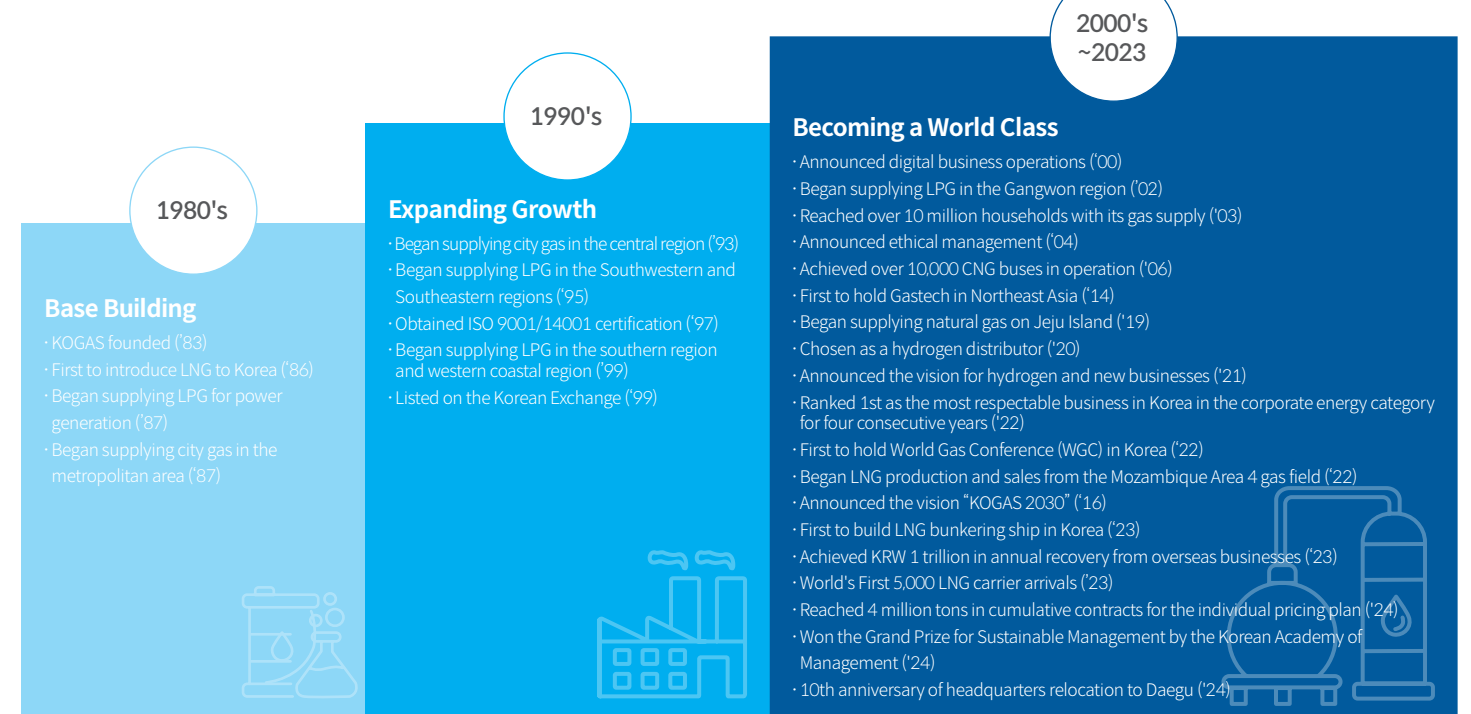 1980's
Base Building
· KOGAS founded (’83)
· First to introduce LNG to Korea (‘86)
· Began supplying LPG for power
generation (’87)
· Began supplying city gas in the
metropolitan area (‘87)
1990's
Expanding Growth
· Began supplying city gas in the central region (’93)
· Began supplying LPG in the Southwestern and
Southeastern regions (‘95)
· Obtained ISO 9001/14001 certification (‘97)
· Began supplying LPG in the southern region
and western coastal region (’99)
· Listed on the Korean Exchange (‘99)
2000's
~2023
Becoming a World Class
· Announced digital business operations (‘00)
· Began supplying LPG in the Gangwon region (’02)
· Reached over 10 million households with its gas supply ('03)
· Announced ethical management (‘04)
· Achieved over 10,000 CNG buses in operation ('06)
· First to hold Gastech in Northeast Asia (‘14)
· Began supplying natural gas on Jeju Island ('19)
· Chosen as a hydrogen distributor ('20)
· Announced the vision for hydrogen and new businesses ('21)
· Ranked 1st as the most respectable business in Korea in the corporate energy category
for four consecutive years ('22)
· First to hold World Gas Conference (WGC) in Korea (‘22)
· Began LNG production and sales from the Mozambique Area 4 gas field (‘22)
· Announced the vision “KOGAS 2030” (‘16)
· First to build LNG bunkering ship in Korea (‘23)
· Achieved KRW 1 trillion in annual recovery from overseas businesses (‘23)
· World's First 5,000 LNG carrier arrivals (’23)
· Reached 4 million tons in cumulative contracts for the individual pricing plan ('24)
· Won the Grand Prize for Sustainable Management by the Korean Academy of
Management ('24)
· 10th anniversary of headquarters relocation to Daegu ('24)